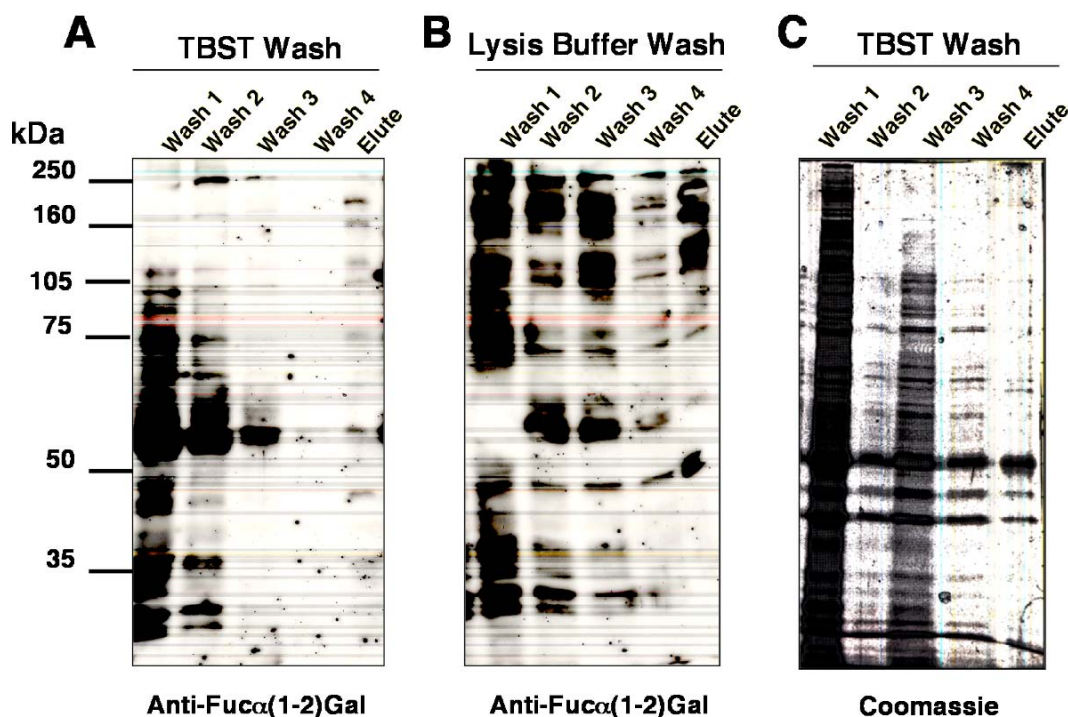 A
TBST Wash
B
Lysis Buffer Wash
C
TBST Wash
kDa
Wash 1
Wash 2
Wash 3
Wash 4
Elute
Wash 1
Wash 2
Wash 3
Wash 4
Elute
Wash 1
Wash 2
Wash 3
Wash 4
Elute
250
160
105
75
50
35
Anti-Fucα(1-2)Gal
Anti-Fucα(1-2)Gal
Coomassie